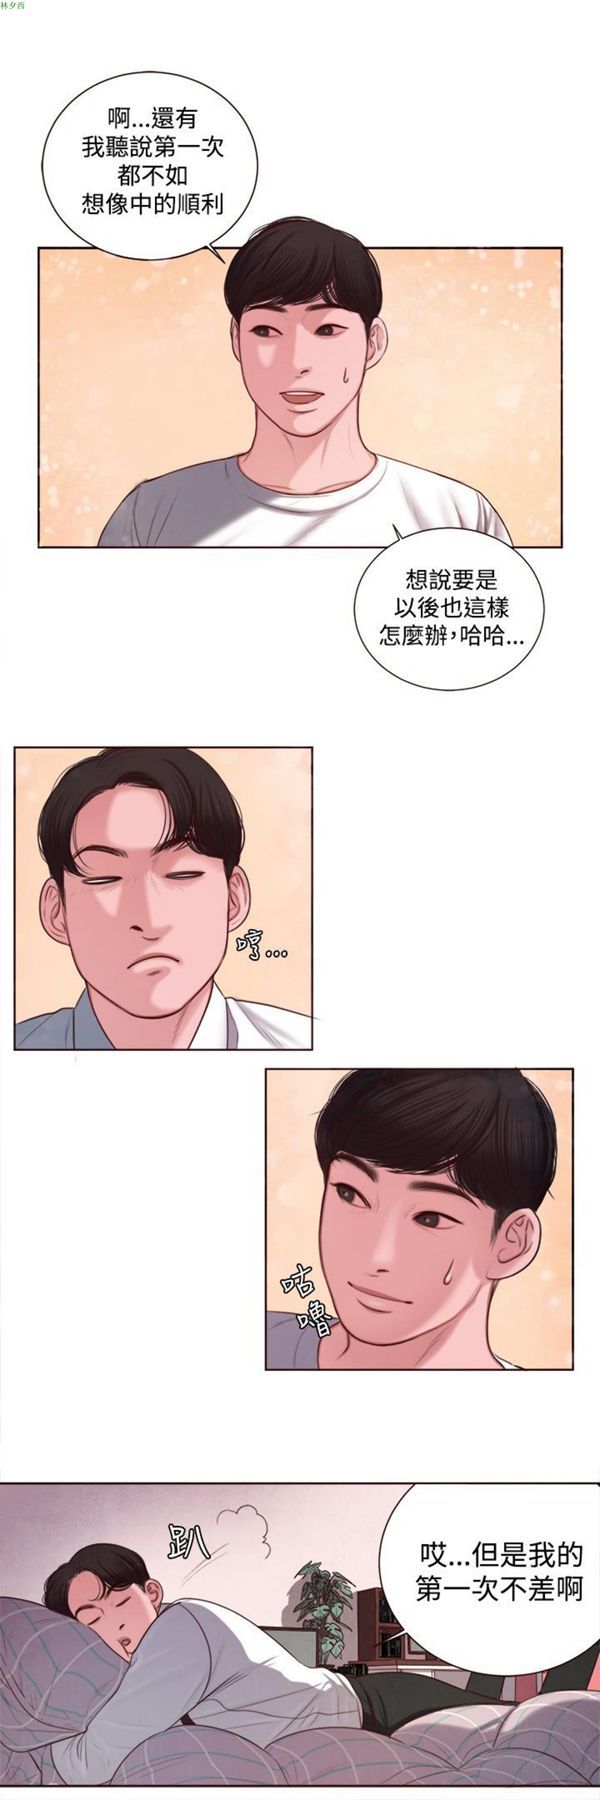 林夕西
啊...還有
我聽說第一次
都不如
想像中的順利
想說要是
以後也這樣
怎麼辦，哈哈...
哼...
咕
嚕
趴
哎...但是我的
第一次不差啊